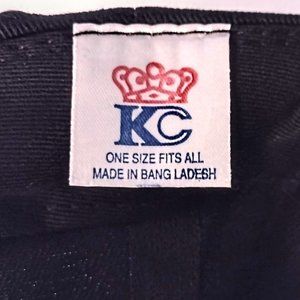 KC
ONE SIZE FITS ALL
MADE IN BANG LADESH